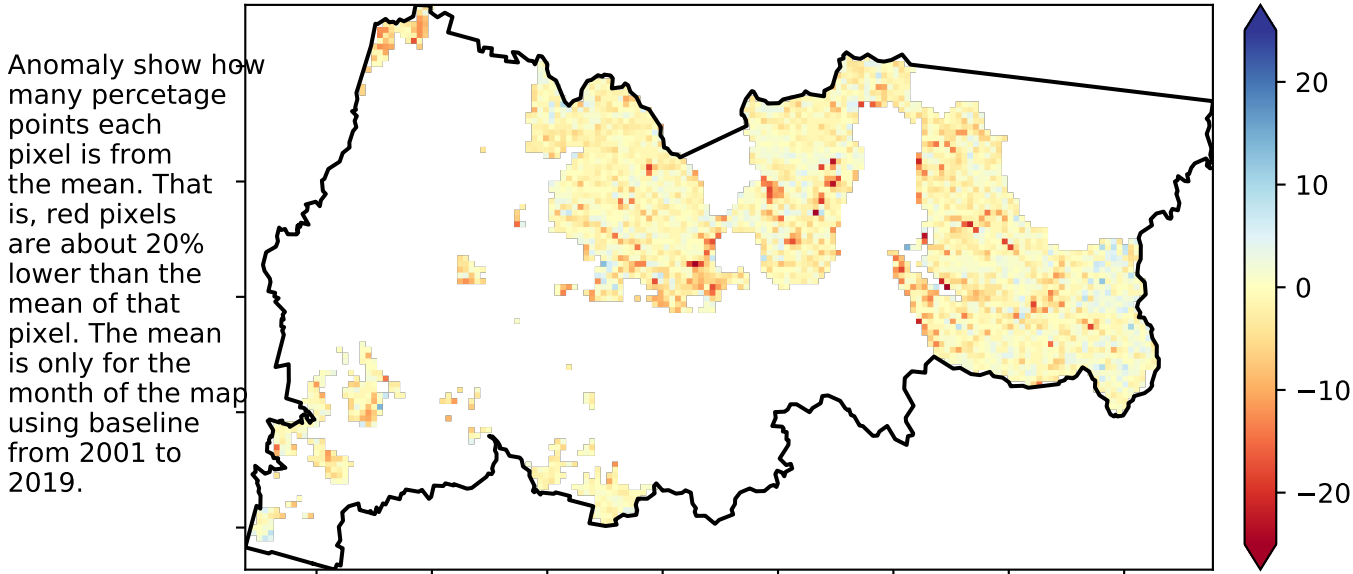 Anomaly show how
many percetage
points each
pixel is from
the mean. That
is, red pixels
are about 20%
lower than the
mean of that
pixel. The mean
is only for the
month of the map
using baseline
from 2001 to
2019.
20
10
0
−10
−20